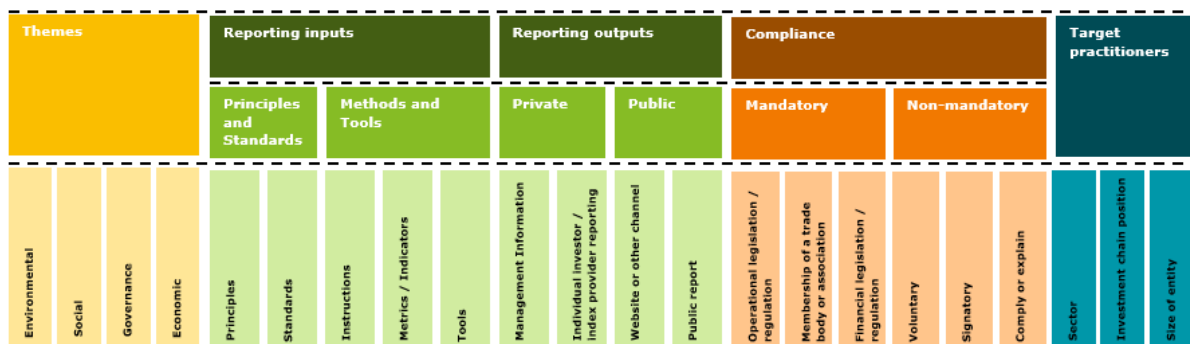 Themes
Reporting inputs
Reporting outputs
Compliance
Target
practitioners
Principles
and
Standards
Methods and
Tools
Private
Public
Mandatory
Non-mandatory
Environmental
Social
Governance
Economic
Principles
Standards
Instructions
Metrics / Indicators
Tools
Management Information
Individual investor /
index provider reporting
Website or other channel
Public report
Operational legislation /
regulation
Membership of a trade
body or association
Financial legislation /
regulation
Voluntary
Signatory
Comply or explain
Sector
Investment chain position
Size of entity